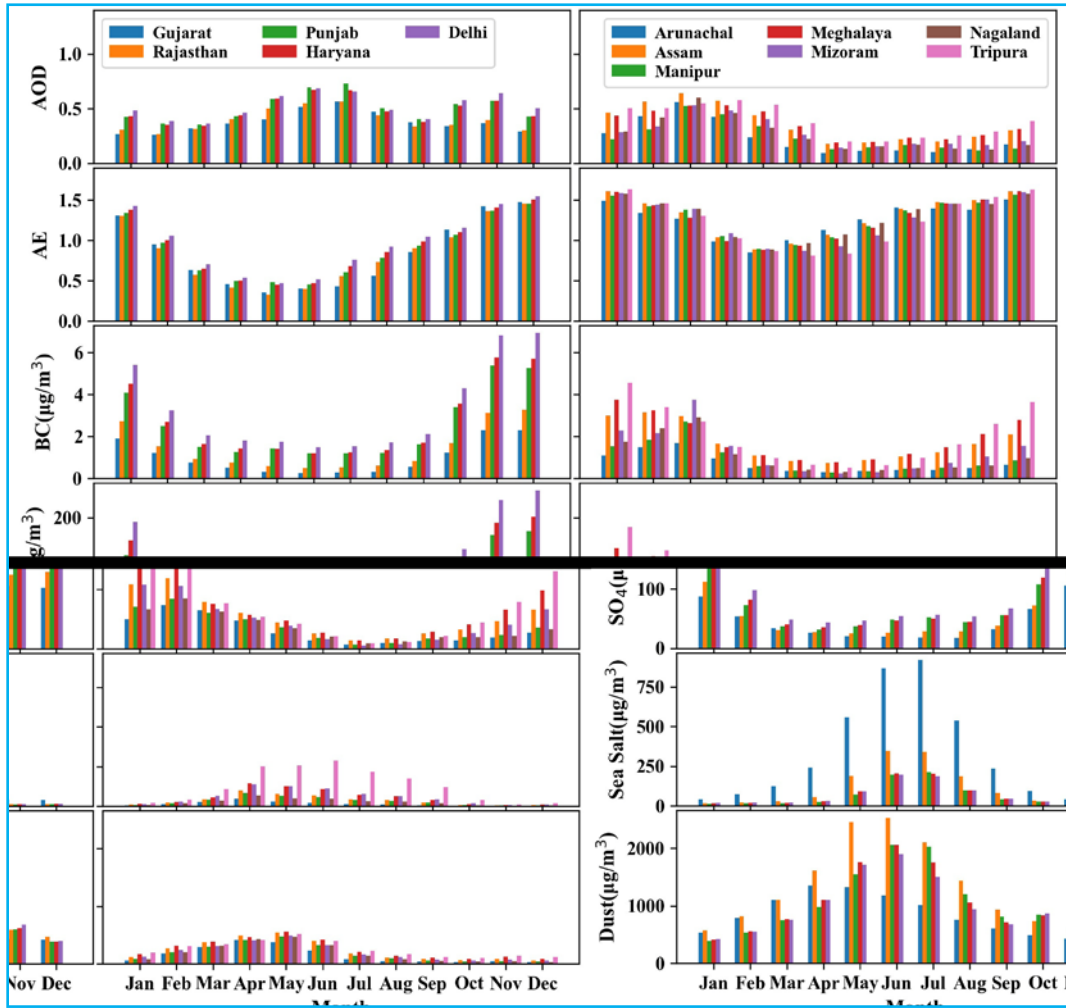 Gujarat Punjab Delhi
Rajasthan Haryana
Arunachal Meghalaya Nagaland
Assam Mizoram Tripura
Manipur
AOD
1.0
0.5
0.0
AE
1.5
1.0
0.5
0.0
BC(μg/m³)
6
4
2
0
g/m³)
200
SO₄(μ
100
0
Sea Salt(μg/m³)
750
500
250
0
Dust(μg/m³)
2000
1000
0
Nov Dec
Jan Feb Mar Apr May Jun Jul Aug Sep Oct Nov Dec
Jan Feb Mar Apr May Jun Jul Aug Sep Oct